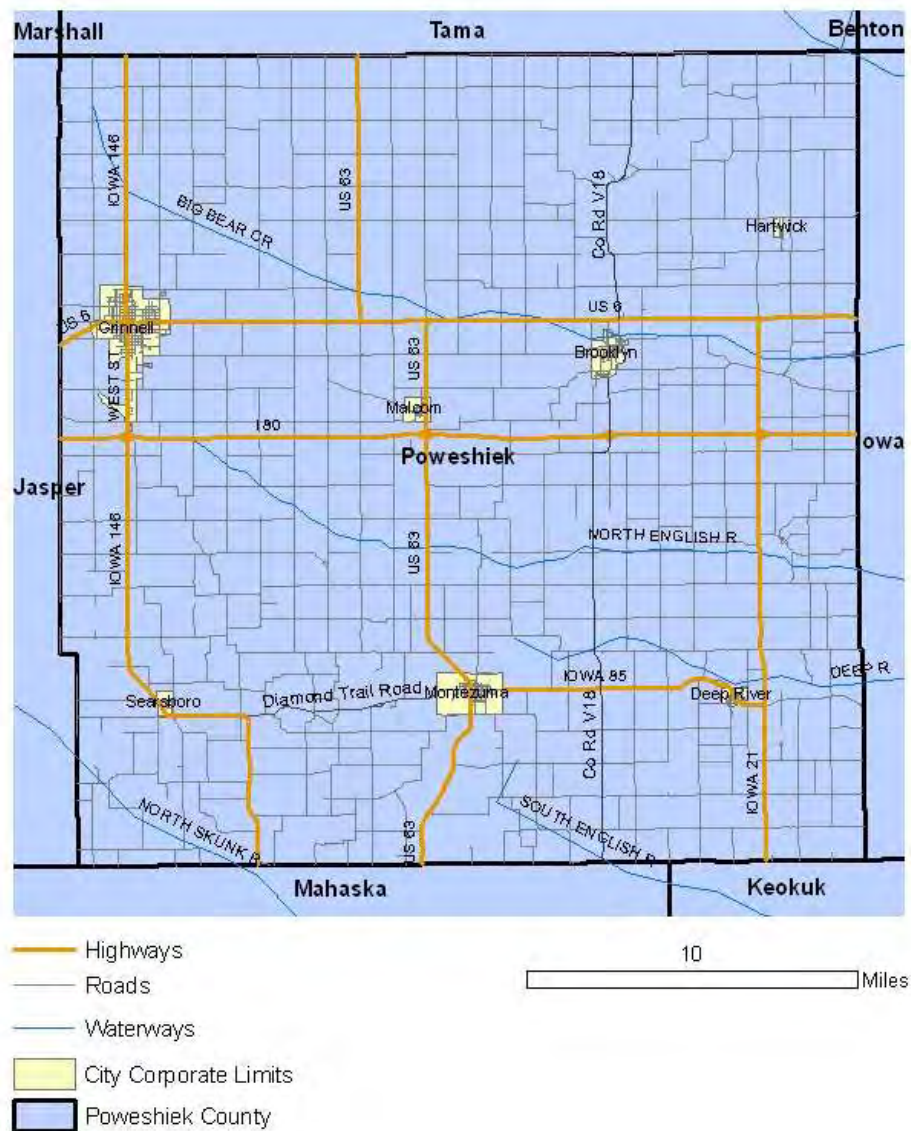 Marshall
Tama
Benton
IOWA 146
US 63
Co Rd V18
BIG BEAR CR
Hartwick
US 6
US 6
Grinnell
US 63
Brooklyn
WEST ST
Malcom
I80
Poweshiek
Iowa
Jasper
IOWA 146
US 63
NORTH ENGLISH R
IOWA 85
DEEP R
Searsboro
Diamond Trail Road
Montezuma
Deep River
Co Rd V18
IOWA 21
NORTH SKUNK R
US 63
SOUTH ENGLISH R
Mahaska
Keokuk
Highways
10
Roads
Miles
Waterways
City Corporate Limits
Poweshiek County